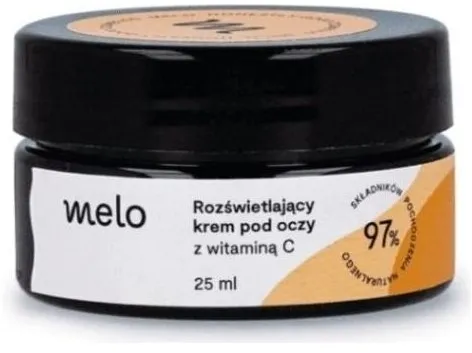 melo
Rozświetlający
krem pod oczy
z witaminą C
25 ml
97%
SKŁADNIKÓW POCHODZENIA NATURALNEGO